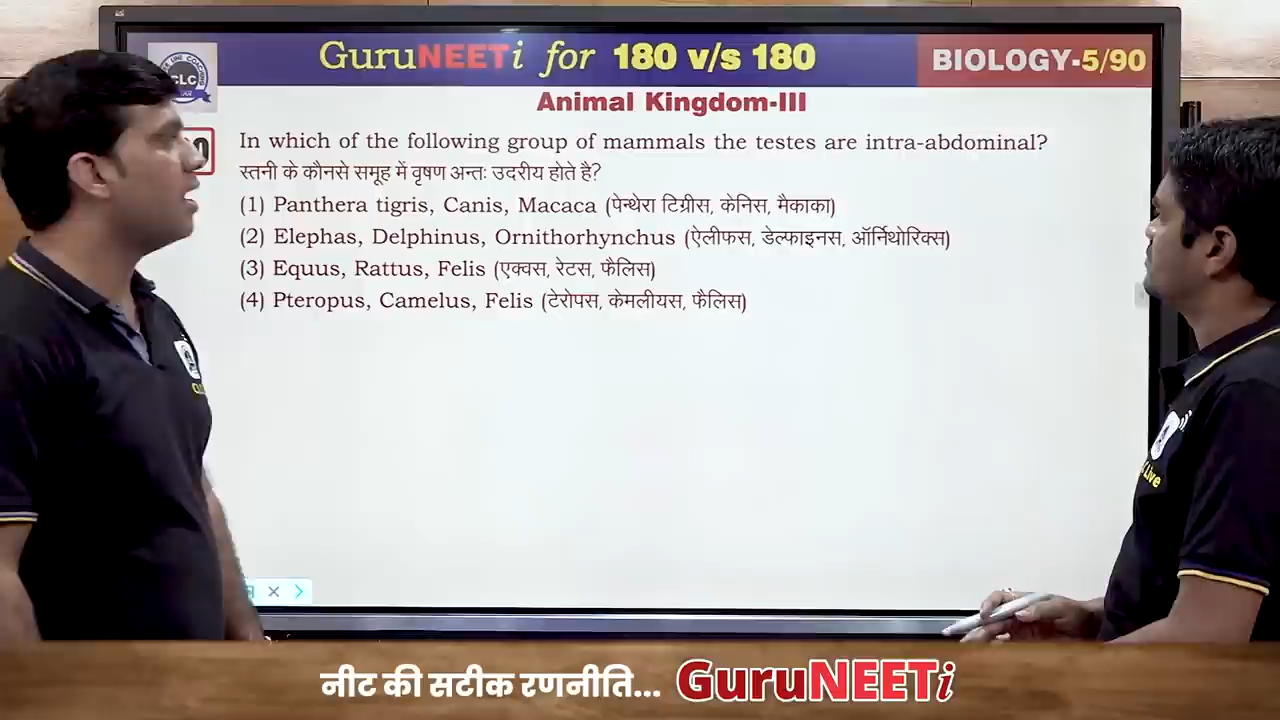 GuruNEETi for 180 v/s 180
BIOLOGY-5/90
CLC
Animal Kingdom-III
In which of the following group of mammals the testes are intra-abdominal?
स्तनी के कौनसे समूह में वृषण अन्तः उदरीय होते है?
(1) Panthera tigris, Canis, Macaca (पेन्थेरा टिग्रीस, केनिस, मैकाका)
(2) Elephas, Delphinus, Ornithorhynchus (ऐलीफस, डेल्फाइनस, ऑर्निथोरिक्स)
(3) Equus, Rattus, Felis (एक्वस, रेटस, फैलिस)
(4) Pteropus, Camelus, Felis (टेरोपस, केमलीयस, फैलिस)
Live
नीट की सटीक रणनीति... GuruNEETi